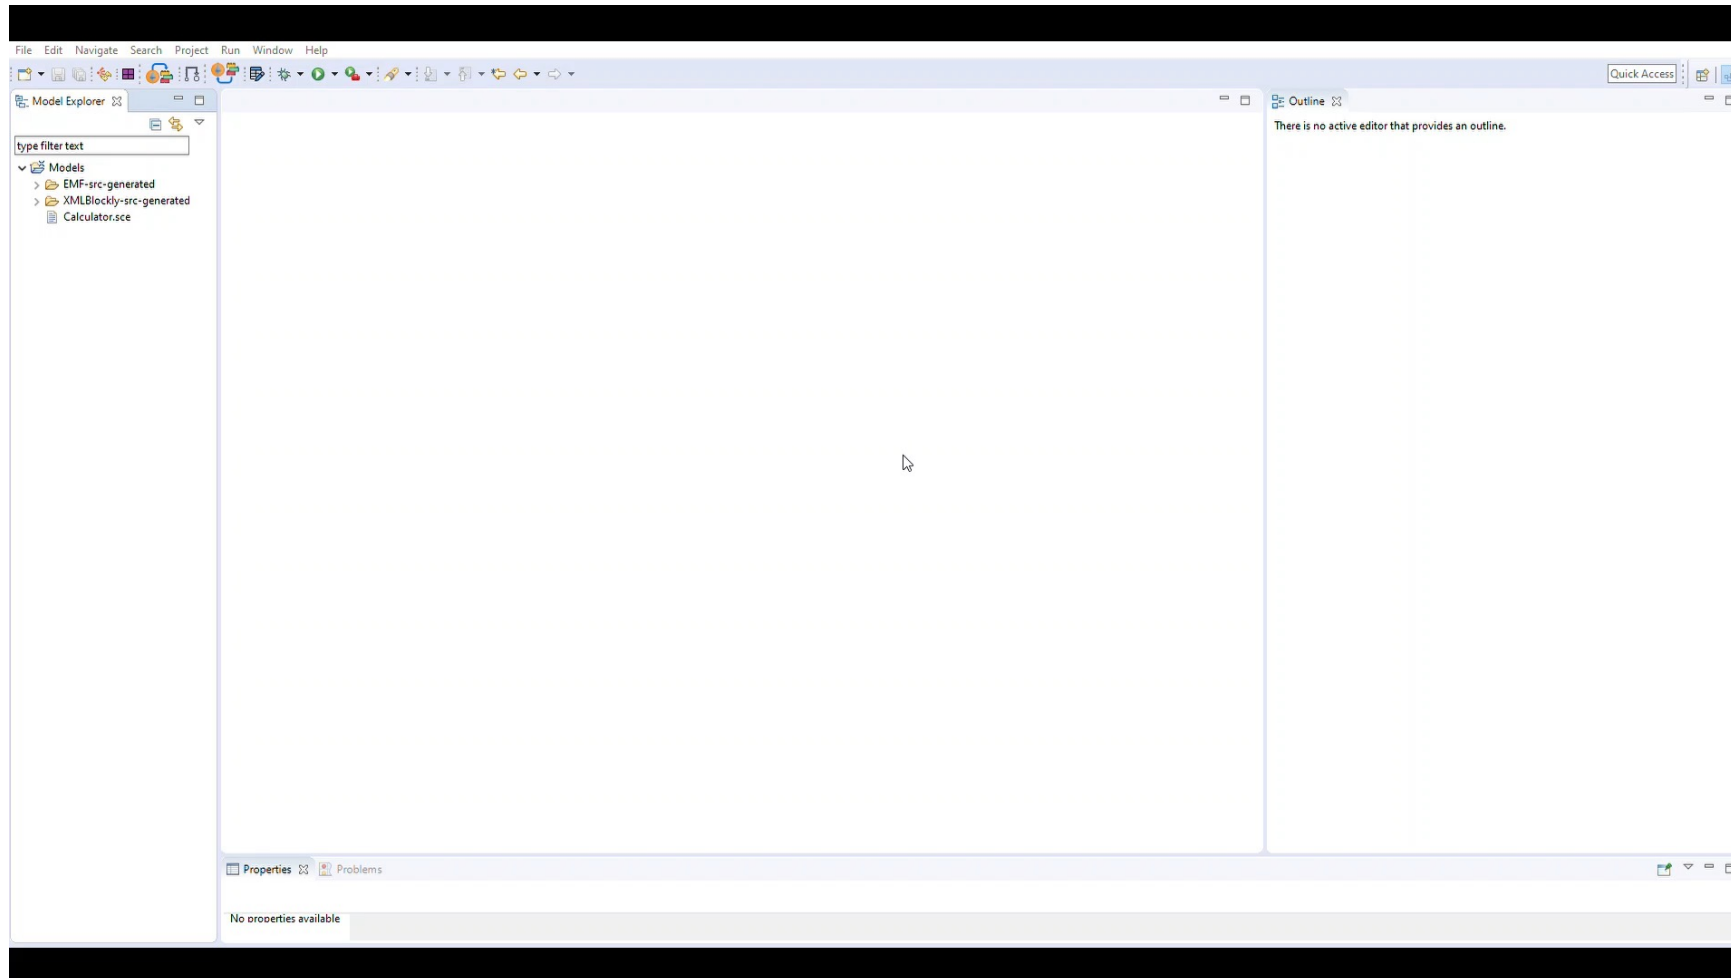 File Edit Navigate Search Project Run Window Help
Quick Access
Model Explorer
type filter text
Models
EMF-src-generated
XMLBlockly-src-generated
Calculator.sce
Outline
There is no active editor that provides an outline.
Properties Problems
No properties available